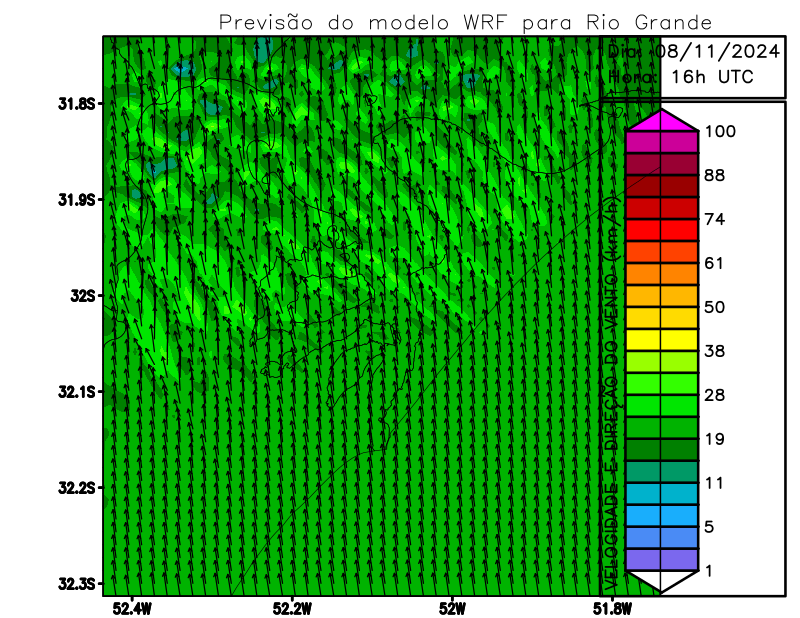 Previsão do modelo WRF para Rio Grande
Dia: 08/11/2024
Hora: 16h UTC
31.8S
31.9S
32S
32.1S
32.2S
32.3S
52.4W
52.2W
52W
51.8W
VELOCIDADE E DIREÇÃO DO VENTO (km/h)
100
88
74
61
50
38
28
19
11
5
1